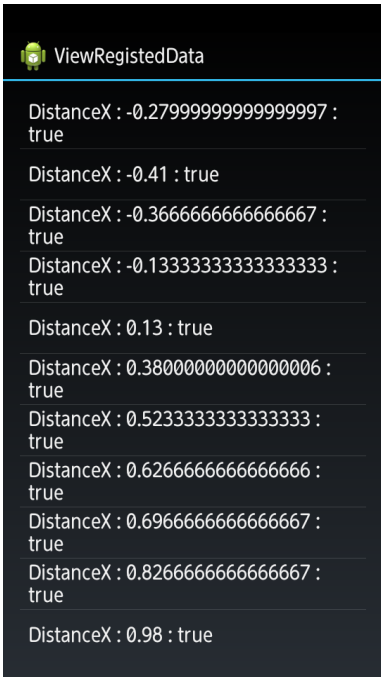 ViewRegistedData
DistanceX : -0.27999999999999997 :
true
DistanceX : -0.41 : true
DistanceX : -0.3666666666666667 :
true
DistanceX : -0.13333333333333333 :
true
DistanceX : 0.13 : true
DistanceX : 0.38000000000000006 :
true
DistanceX : 0.5233333333333333 :
true
DistanceX : 0.6266666666666666 :
true
DistanceX : 0.6966666666666667 :
true
DistanceX : 0.8266666666666667 :
true
DistanceX : 0.98 : true